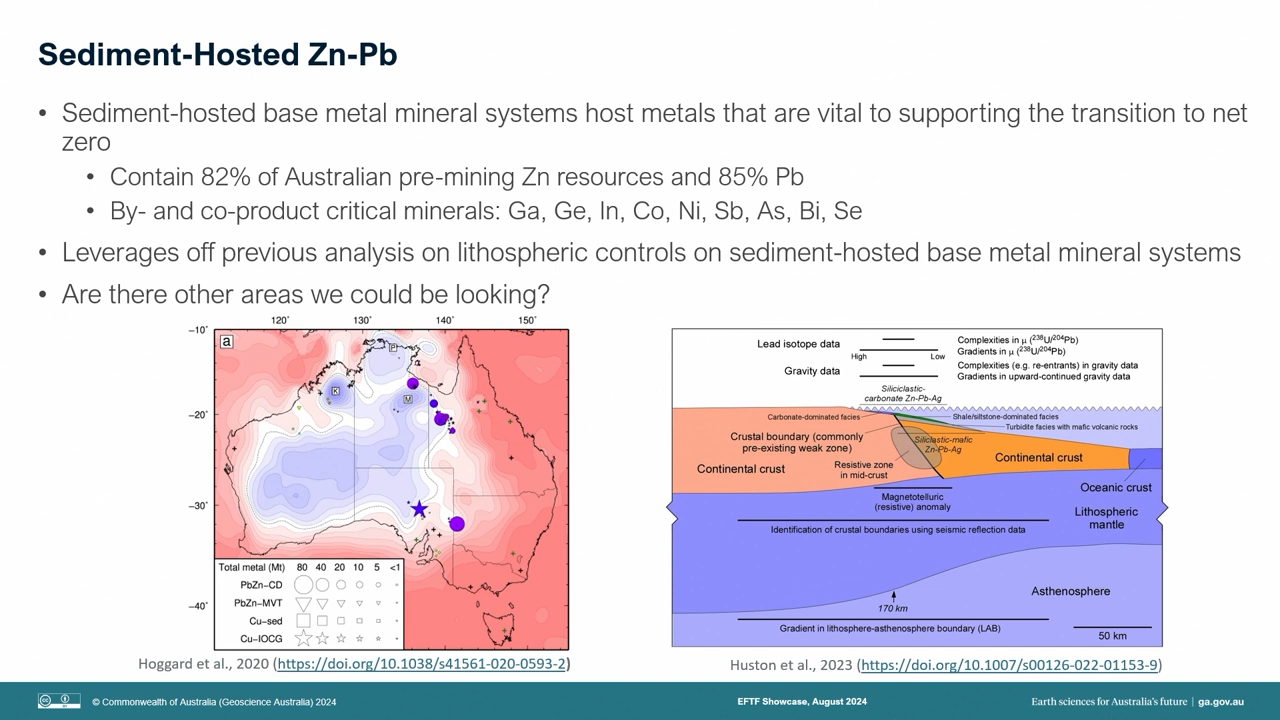 Sediment-Hosted Zn-Pb
• Sediment-hosted base metal mineral systems host metals that are vital to supporting the transition to net
zero
• Contain 82% of Australian pre-mining Zn resources and 85% Pb
• By- and co-product critical minerals: Ga, Ge, In, Co, Ni, Sb, As, Bi, Se
• Leverages off previous analysis on lithospheric controls on sediment-hosted base metal mineral systems
• Are there other areas we could be looking?
120˚ 130˚ 140˚ 150˚
−10˚
a
P
K
M
−20˚
−30˚
−40˚
Total metal (Mt) 80 40 20 10 5 <1
PbZn−CD
PbZn−MVT
Cu−sed
Cu−IOCG
Hoggard et al., 2020 (https://doi.org/10.1038/s41561-020-0593-2)
Lead isotope data
High Low
Gravity data
Complexities in μ (238U/204Pb)
Gradients in μ (238U/204Pb)
Complexities (e.g. re-entrants) in gravity data
Gradients in upward-continued gravity data
Siliciclastic-
carbonate Zn-Pb-Ag
Carbonate-dominated facies
Shale/siltstone-dominated facies
Turbidite facies with mafic volcanic rocks
Crustal boundary (commonly
pre-existing weak zone)
Siliclastic-mafic
Zn-Pb-Ag
Continental crust
Resistive zone
in mid-crust
Continental crust
Oceanic crust
Magnetotelluric
(resistive) anomaly
Lithospheric
mantle
Identification of crustal boundaries using seismic reflection data
Asthenosphere
170 km
Gradient in lithosphere-asthenosphere boundary (LAB)
50 km
Huston et al., 2023 (https://doi.org/10.1007/s00126-022-01153-9)
cc BY
© Commonwealth of Australia (Geoscience Australia) 2024
EFTF Showcase, August 2024
Earth sciences for Australia's future | ga.gov.au